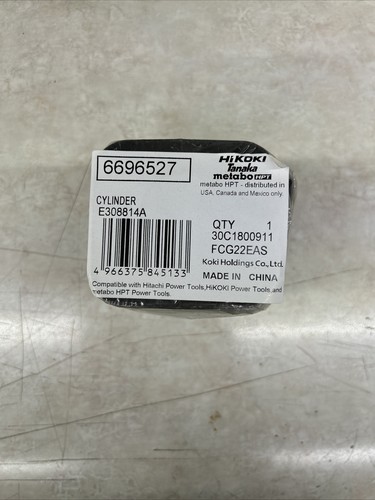 6696527
HiKOKI
Tanaka
metabo HPT
metabo HPT - distributed in
USA, Canada and Mexico only.
CYLINDER
E308814A
QTY 1
30C1800911
FCG22EAS
Koki Holdings Co.,Ltd.
MADE IN CHINA
4 966375 845133
Compatible with Hitachi Power Tools,HiKOKI Power Tools and
metabo HPT Power Tools.